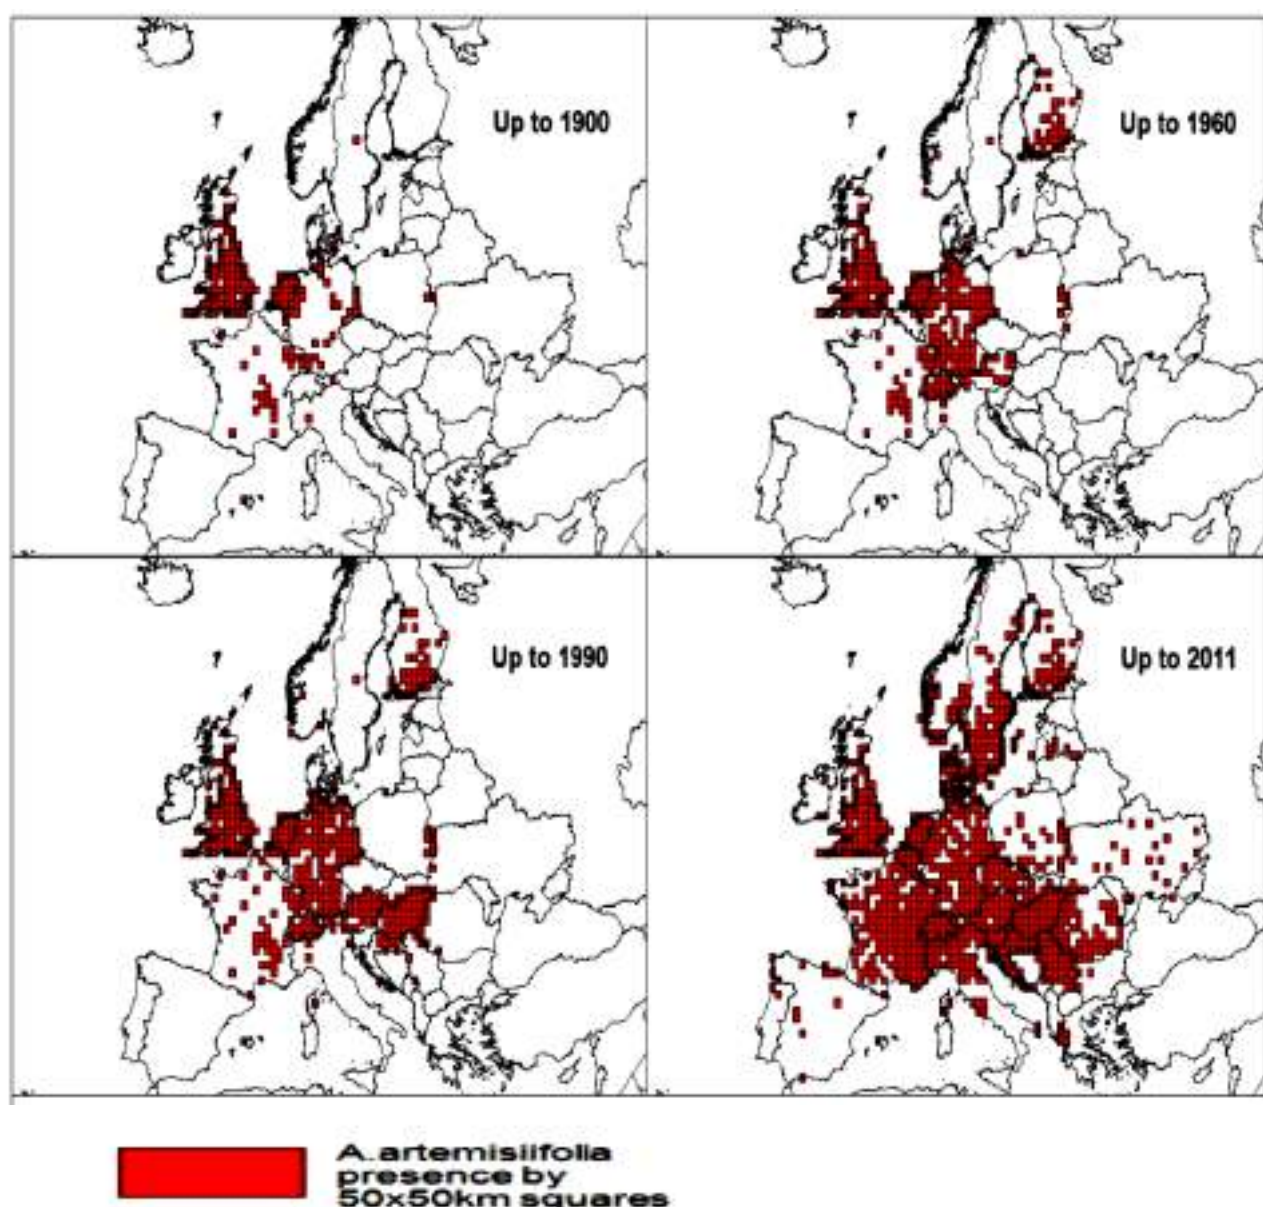 Up to 1900
Up to 1960
Up to 1990
Up to 2011
A.artemisiifolia
presence by
50x50km squares